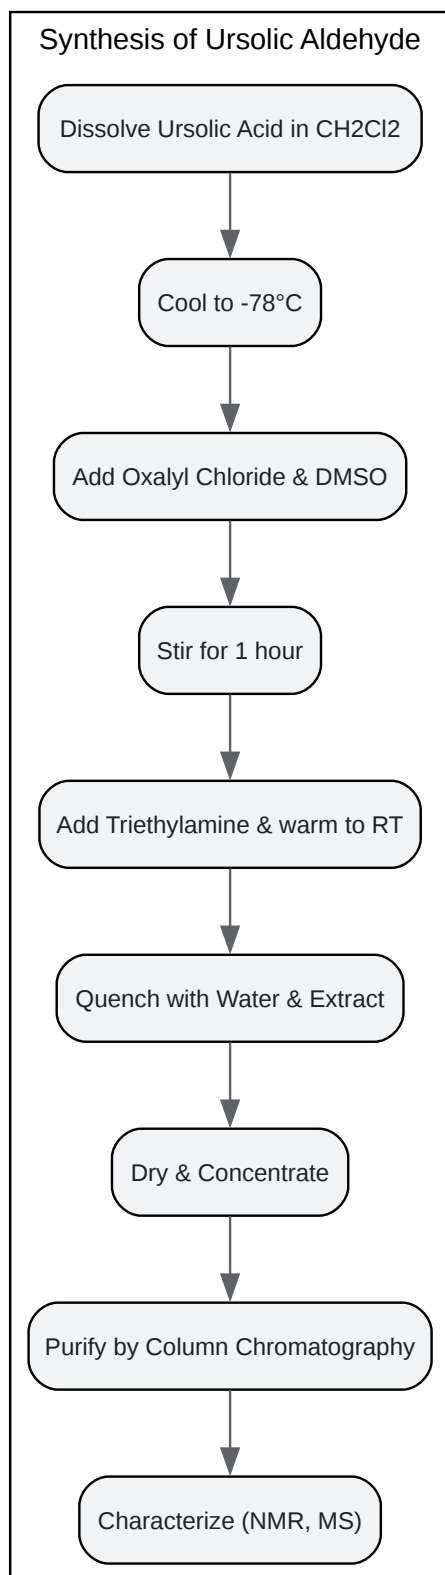 Synthesis of Ursolic Aldehyde
Dissolve Ursolic Acid in CH2Cl2
Cool to -78°C
Add Oxalyl Chloride & DMSO
Stir for 1 hour
Add Triethylamine & warm to RT
Quench with Water & Extract
Dry & Concentrate
Purify by Column Chromatography
Characterize (NMR, MS)